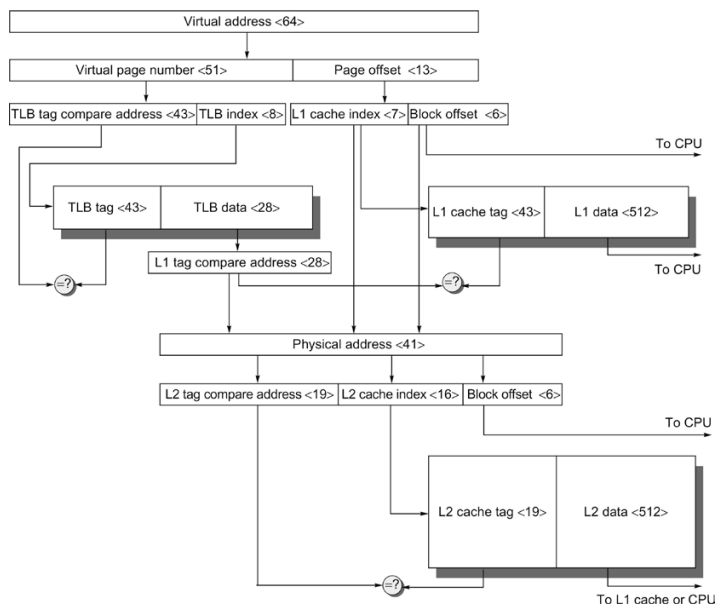 Virtual address <64>
Virtual page number <51>
Page offset <13>
TLB tag compare address <43>
TLB index <8>
L1 cache index <7>
Block offset <6>
To CPU
TLB tag <43>
TLB data <28>
L1 cache tag <43>
L1 data <512>
L1 tag compare address <28>
To CPU
=?
=?
Physical address <41>
L2 tag compare address <19>
L2 cache index <16>
Block offset <6>
To CPU
L2 cache tag <19>
L2 data <512>
=?
To L1 cache or CPU